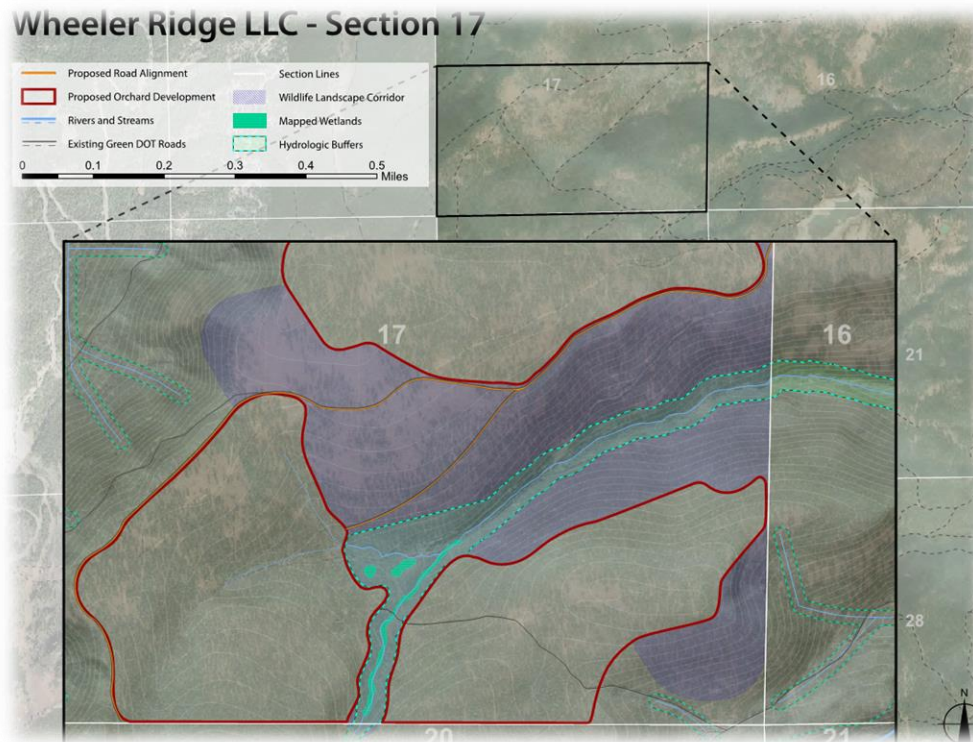 Wheeler Ridge LLC - Section 17
Proposed Road Alignment
Section Lines
Proposed Orchard Development
Wildlife Landscape Corridor
Rivers and Streams
Mapped Wetlands
Existing Green DOT Roads
Hydrologic Buffers
0 0.1 0.2 0.3 0.4 0.5
Miles
17
16
17
16
21
28
N
20
21